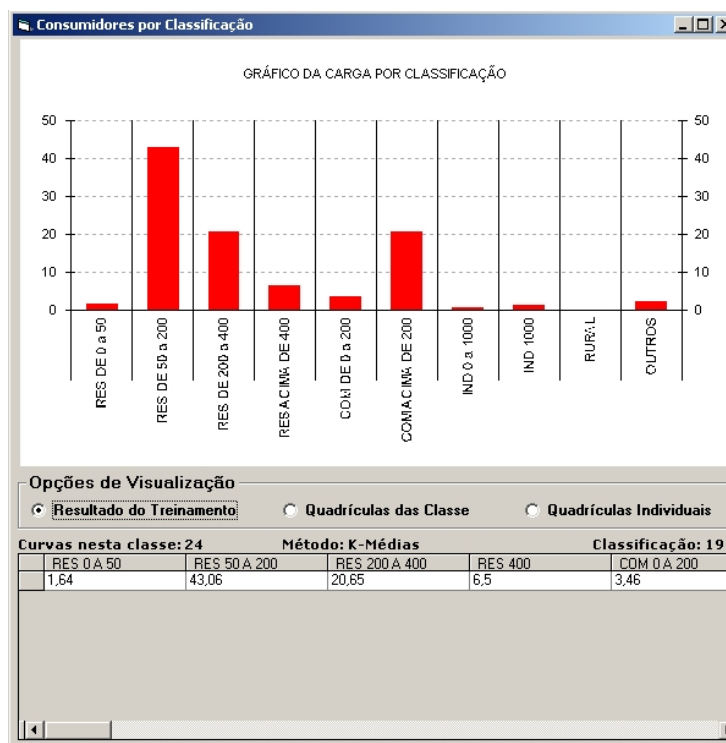 Consumidores por Classificação
GRÁFICO DA CARGA POR CLASSIFICAÇÃO
50 50
40 40
30 30
20 20
10 10
0 0
RES DE 0 a 50
RES DE 50 a 200
RES DE 200 a 400
RES ACIMA DE 400
COM DE 0 a 200
COM ACIMA DE 200
IND 0 a 1000
IND 1000
RURAL
OUTROS
Opções de Visualização
Resultado do Treinamento Quadrículas das Classe Quadrículas Individuais
Curvas nesta classe: 24 Método: K-Médias Classificação: 19
RES 0 A 50 RES 50 A 200 RES 200 A 400 RES 400 COM 0 A 200
1,64 43,06 20,65 6,5 3,46